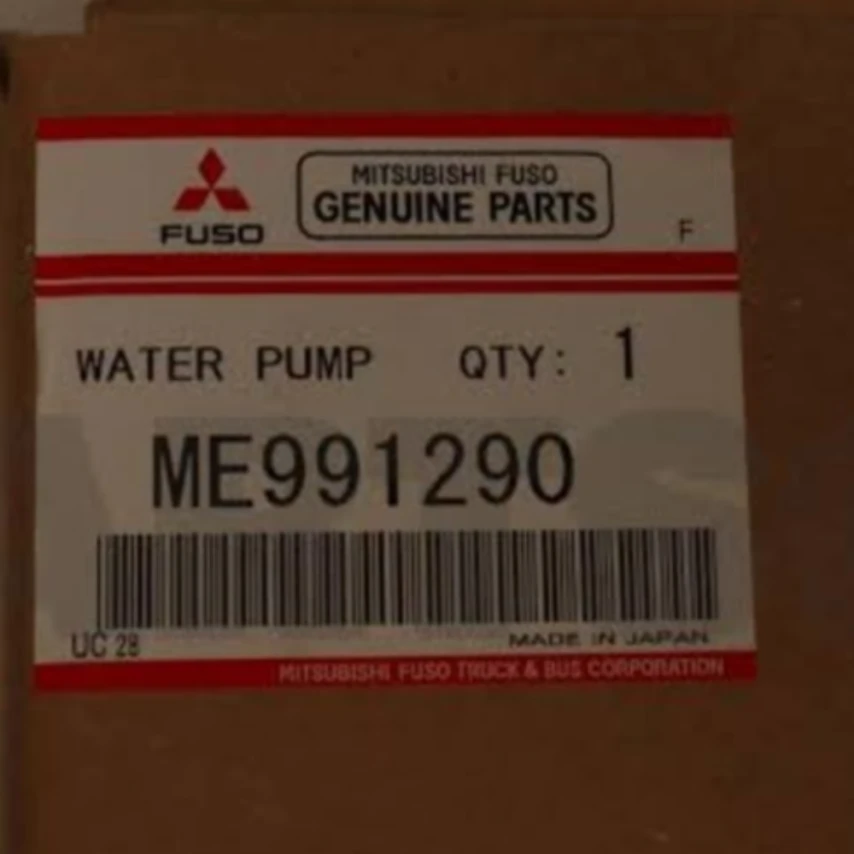 FUSO
MITSUBISHI FUSO
GENUINE PARTS
F
WATER PUMP QTY: 1
ME991290
UC 28
MADE IN JAPAN
MITSUBISHI FUSO TRUCK & BUS CORPORATION